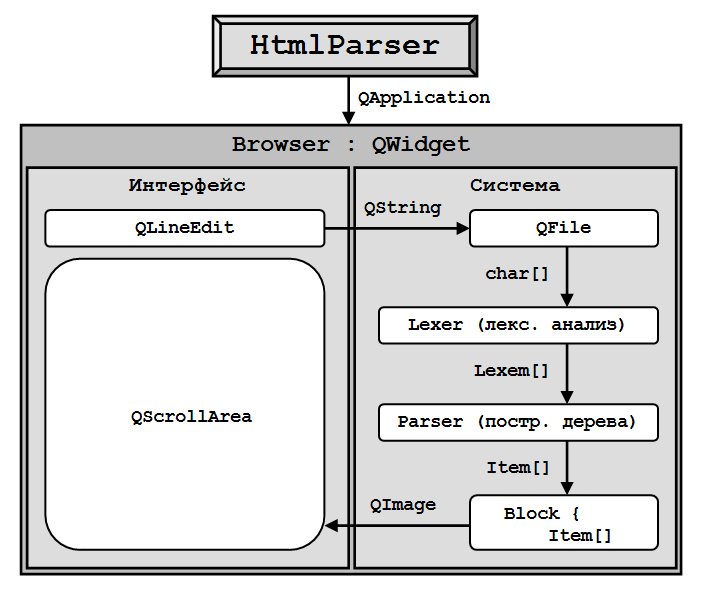 HtmlParser
QApplication
Browser : QWidget
Интерфейс
Система
QLineEdit
QString
QFile
char[]
Lexer (лекс. анализ)
Lexem[]
QScrollArea
Parser (постр. дерева)
Item[]
QImage
Block {
Item[]